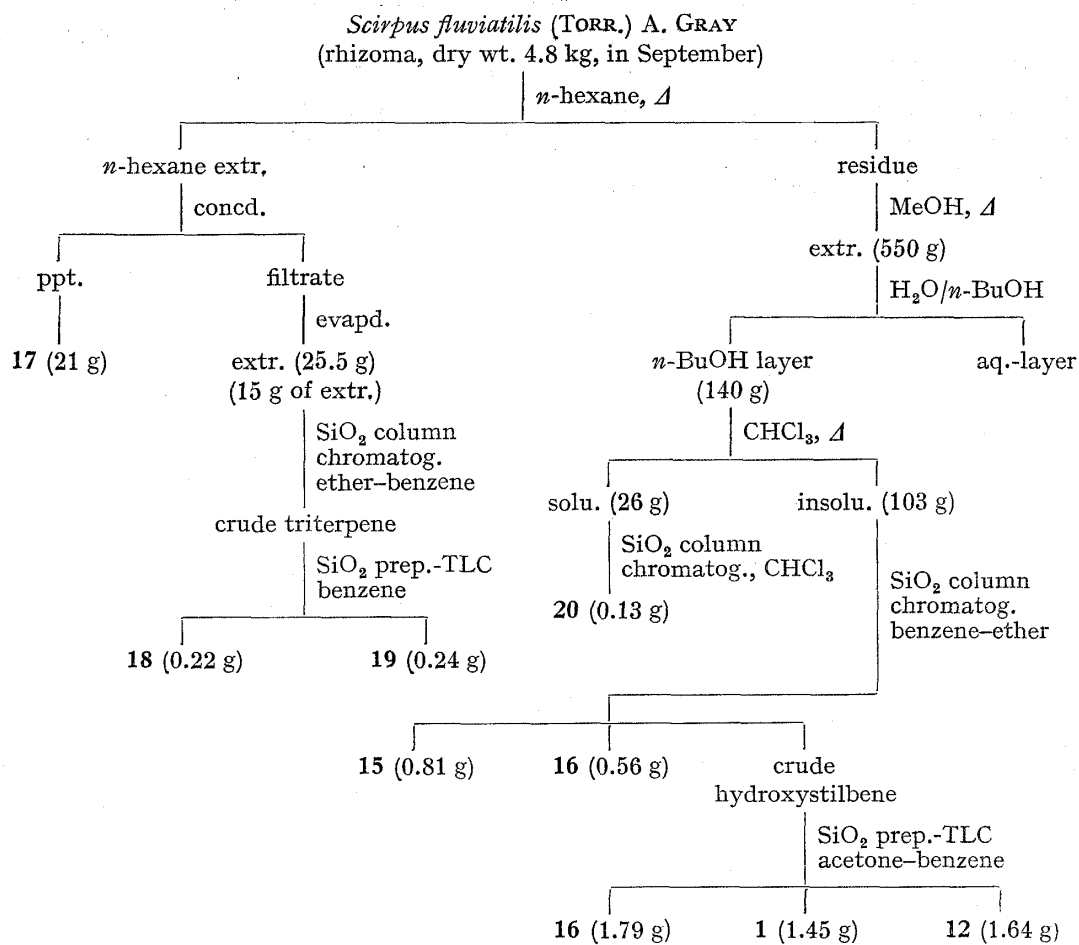 Scirpus fluviatilis (TORR.) A. GRAY
(rhizoma, dry wt. 4.8 kg, in September)
n-hexane, Δ
n-hexane extr.
residue
concd.
MeOH, Δ
extr. (550 g)
ppt.
filtrate
H₂O/n-BuOH
evapd.
17 (21 g)
extr. (25.5 g)
(15 g of extr.)
n-BuOH layer
(140 g)
aq.-layer
SiO₂ column
chromatog.
ether–benzene
CHCl₃, Δ
solu. (26 g)
insolu. (103 g)
crude triterpene
SiO₂ column
chromatog., CHCl₃
SiO₂ prep.-TLC
benzene
SiO₂ column
chromatog.
benzene–ether
20 (0.13 g)
18 (0.22 g)
19 (0.24 g)
15 (0.81 g)
16 (0.56 g)
crude
hydroxystilbene
SiO₂ prep.-TLC
acetone–benzene
16 (1.79 g)
1 (1.45 g)
12 (1.64 g)